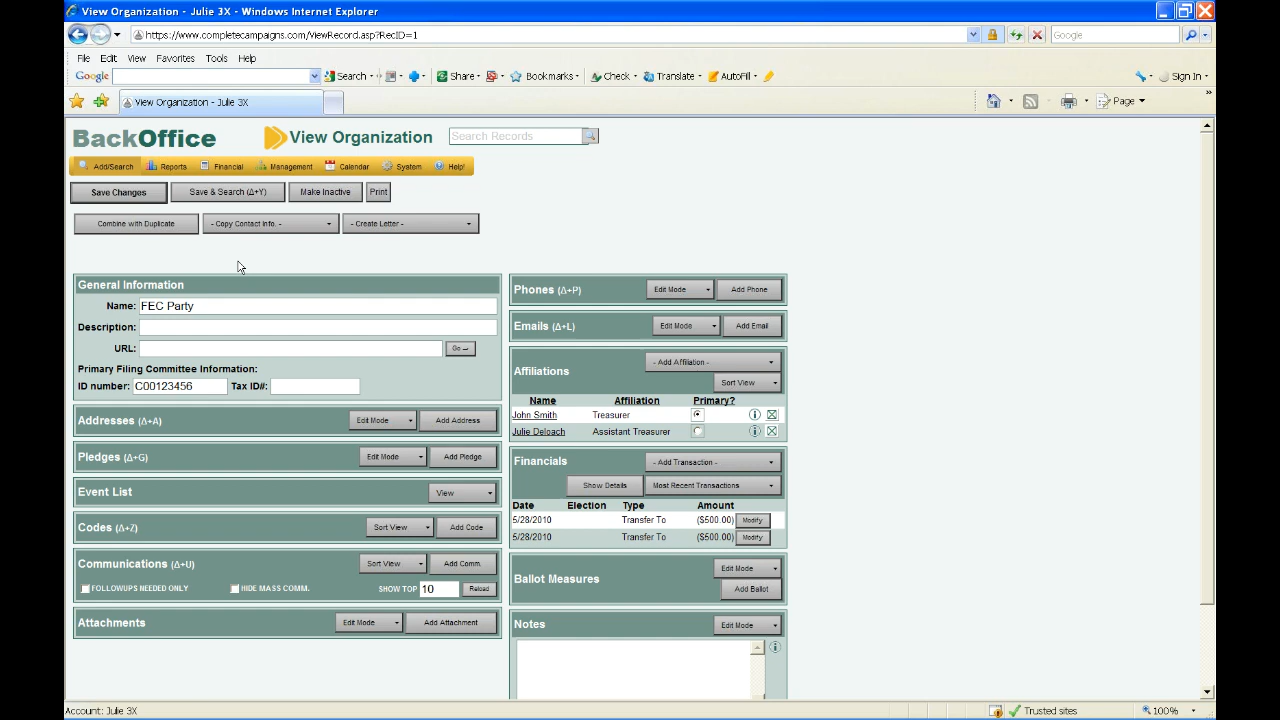 View Organization - Julie 3X - Windows Internet Explorer
https://www.completecampaigns.com/ViewRecord.asp?RecID=1
Google
File Edit View Favorites Tools Help
Google Search Share Bookmarks Check Translate AutoFill Sign In
View Organization - Julie 3X
Page
BackOffice View Organization Search Records
Add/Search Reports Financial Management Calendar System Help!
Save Changes Save & Search (Δ+Y) Make Inactive Print
Combine with Duplicate - Copy Contact Info. - - Create Letter -
General Information
Name: FEC Party
Description:
URL: Go
Primary Filing Committee Information:
ID number: C00123456 Tax ID#:
Addresses (Δ+A) Edit Mode Add Address
Pledges (Δ+G) Edit Mode Add Pledge
Event List View
Codes (Δ+Z) Sort View Add Code
Communications (Δ+U) Sort View Add Comm.
FOLLOWUPS NEEDED ONLY HIDE MASS COMM. SHOW TOP 10 Reload
Attachments Edit Mode Add Attachment
Phones (Δ+P) Edit Mode Add Phone
Emails (Δ+L) Edit Mode Add Email
Affiliations - Add Affiliation -
Sort View
Name Affiliation Primary?
John Smith Treasurer
Julie Deloach Assistant Treasurer
Financials - Add Transaction -
Show Details Most Recent Transactions
Date Election Type Amount
5/28/2010 Transfer To ($500.00) Modify
5/28/2010 Transfer To ($500.00) Modify
Ballot Measures Edit Mode
Add Ballot
Notes Edit Mode
Account: Julie 3X Trusted sites 100%